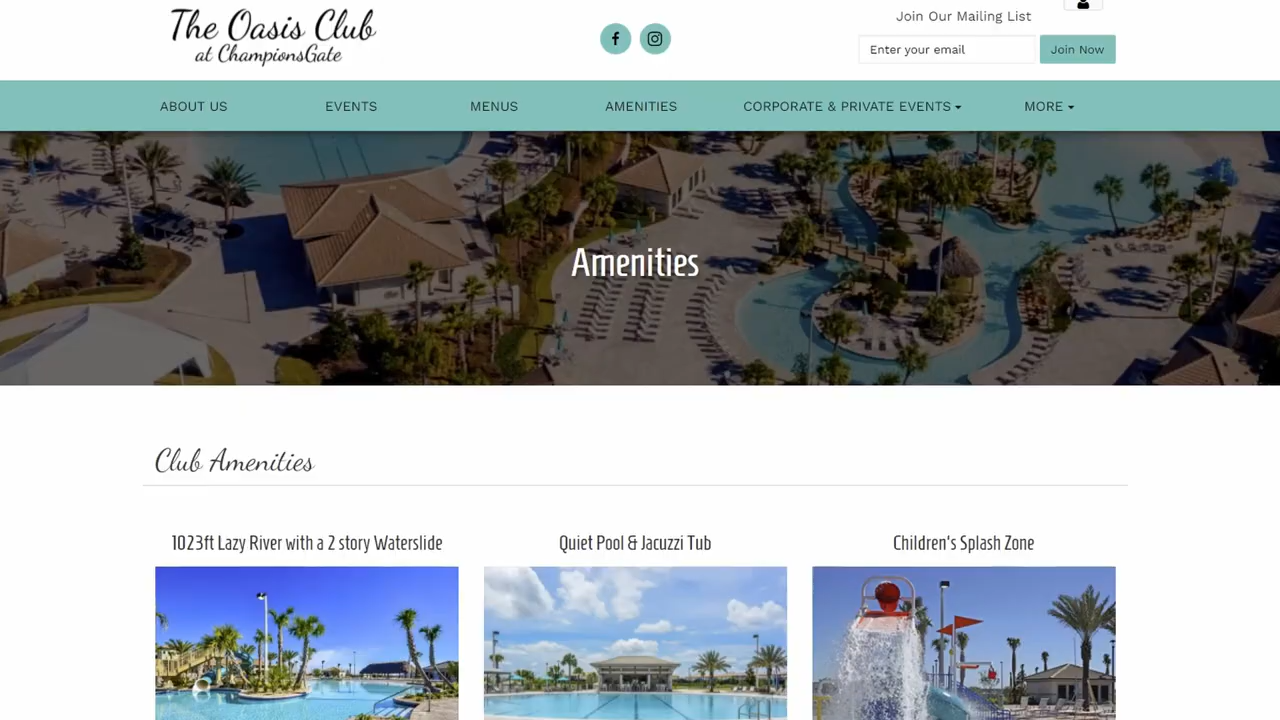 The Oasis Club
at ChampionsGate
Join Our Mailing List
Enter your email
Join Now
ABOUT US
EVENTS
MENUS
AMENITIES
CORPORATE & PRIVATE EVENTS
MORE
Amenities
Club Amenities
1023ft Lazy River with a 2 story Waterslide
Quiet Pool & Jacuzzi Tub
Children's Splash Zone